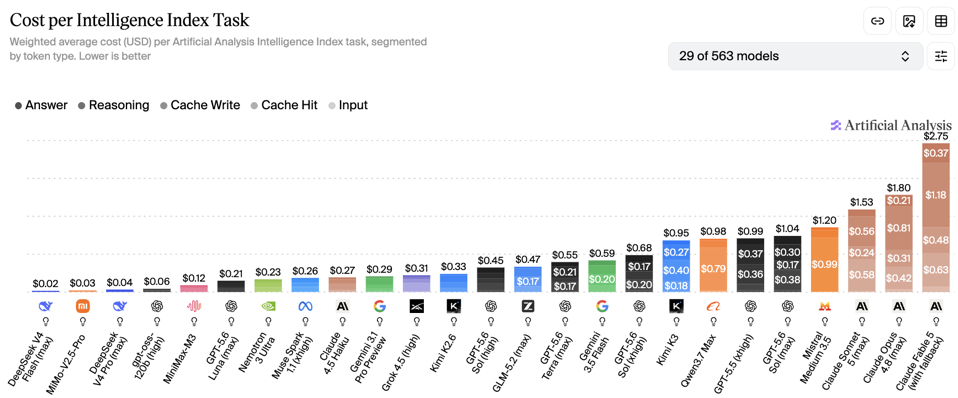 Cost per Intelligence Index Task
Weighted average cost (USD) per Artificial Analysis Intelligence Index task, segmented
by token type. Lower is better
29 of 563 models
Answer
Reasoning
Cache Write
Cache Hit
Input
Artificial Analysis
$0.02
$0.03
$0.04
$0.06
$0.12
$0.21
$0.23
$0.26
$0.27
$0.29
$0.31
$0.33
$0.45
$0.47
$0.17
$0.55
$0.21
$0.17
$0.59
$0.20
$0.68
$0.17
$0.20
$0.95
$0.27
$0.40
$0.18
$0.98
$0.79
$0.99
$0.37
$0.36
$1.04
$0.30
$0.17
$0.38
$1.20
$0.99
$1.53
$0.56
$0.24
$0.58
$1.80
$0.21
$0.81
$0.31
$0.42
$2.75
$0.37
$1.18
$0.48
$0.63
DeepSeek V4
Flash (max)
MiMo-V2.5-Pro
DeepSeek
V4 Pro (max)
gpt-oss-
120b (high)
MiniMax-M3
GPT-5.6
Luna (max)
Nemotron
3 Ultra
Muse Spark
1.1 (xhigh)
Claude
4.5 Haiku
Gemini 3.1
Pro Preview
Grok 4.5 (high)
Kimi K2.6
GPT-5.6
Sol (high)
GLM-5.2 (max)
GPT-5.6
Terra (max)
Gemini
3.5 Flash
GPT-5.6
Sol (xhigh)
Kimi K3
Qwen3.7 Max
GPT-5.5 (xhigh)
GPT-5.6
Sol (max)
Mistral
Medium 3.5
Claude Sonnet
5 (max)
Claude Opus
4.8 (max)
Claude Fable 5
(with fallback)